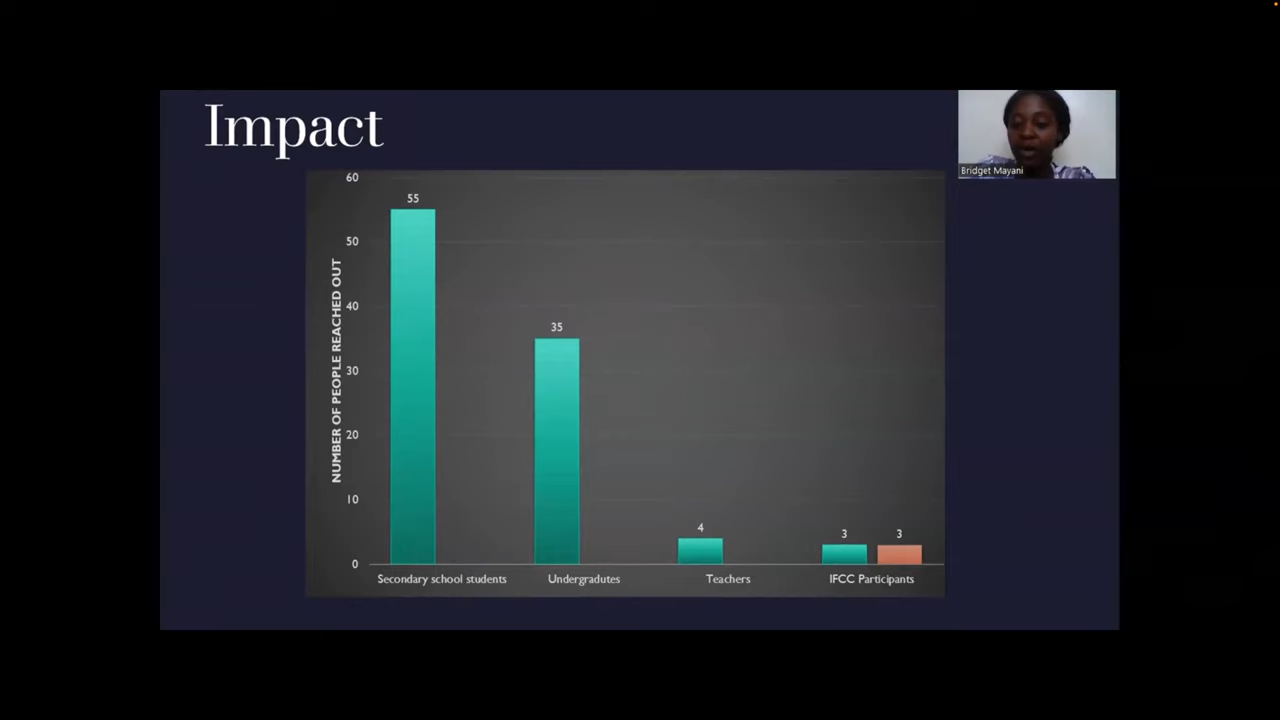 Impact
Bridget Mayani
NUMBER OF PEOPLE REACHED OUT
60
50
40
30
20
10
0
55
35
4
3
3
Secondary school students
Undergradutes
Teachers
IFCC Participants